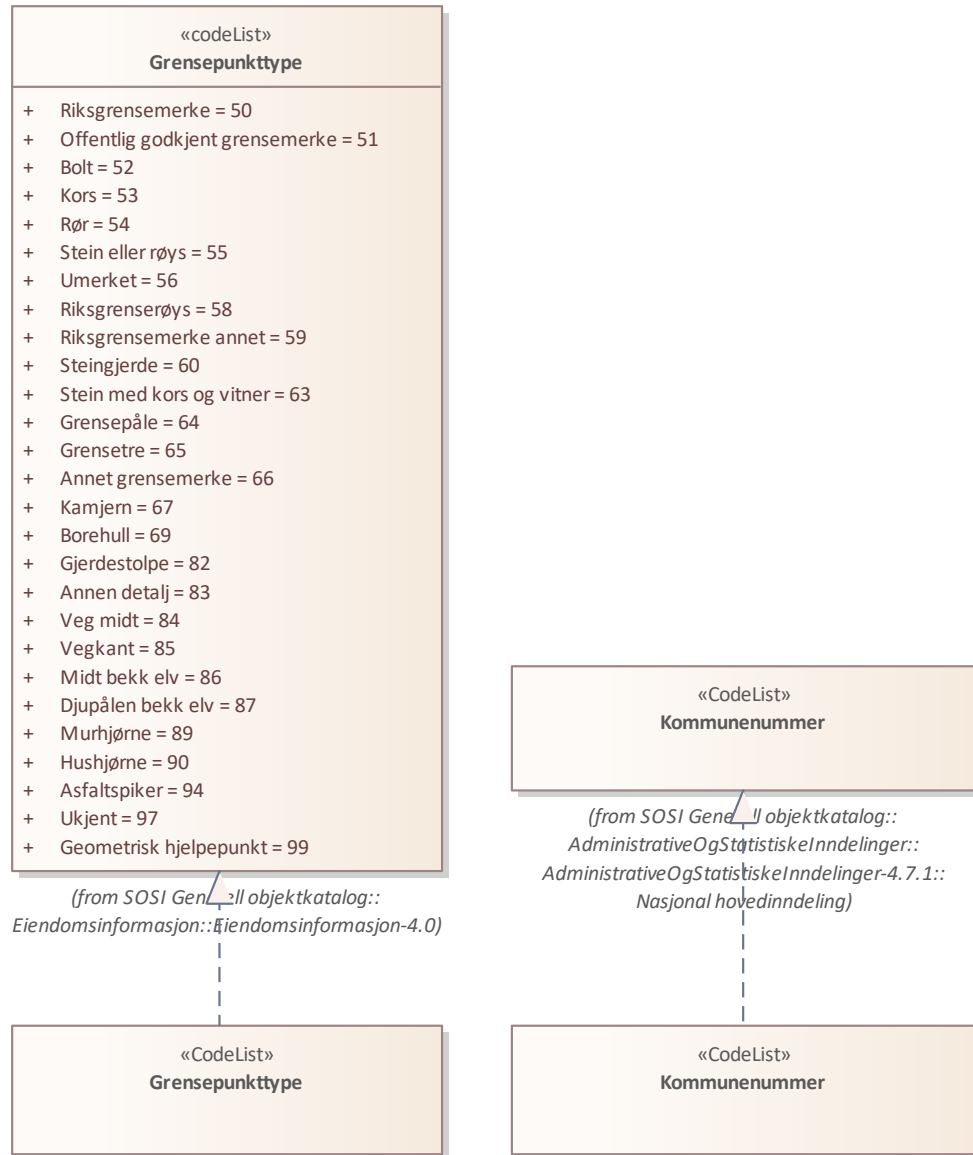 «codeList»
Grensepunkttype
+ Riksgrensemerke = 50
+ Offentlig godkjent grensemerke = 51
+ Bolt = 52
+ Kors = 53
+ Rør = 54
+ Stein eller røys = 55
+ Umerket = 56
+ Riksgrenserøys = 58
+ Riksgrensemerke annet = 59
+ Steingjerde = 60
+ Stein med kors og vitner = 63
+ Grensepåle = 64
+ Grensetre = 65
+ Annet grensemerke = 66
+ Kamjern = 67
+ Borehull = 69
+ Gjerdestolpe = 82
+ Annen detalj = 83
+ Veg midt = 84
+ Vegkant = 85
+ Midt bekk elv = 86
+ Djupålen bekk elv = 87
+ Murhjørne = 89
+ Hushjørne = 90
+ Asfaltspiker = 94
+ Ukjent = 97
+ Geometrisk hjelpepunkt = 99
(from SOSI Generell objektkatalog::
Eiendomsinformasjon::Eiendomsinformasjon-4.0)
«CodeList»
Grensepunkttype
«CodeList»
Kommunenummer
(from SOSI Generell objektkatalog::
AdministrativeOgStatistiskeInndelinger::
AdministrativeOgStatistiskeInndelinger-4.7.1::
Nasjonal hovedinndeling)
«CodeList»
Kommunenummer